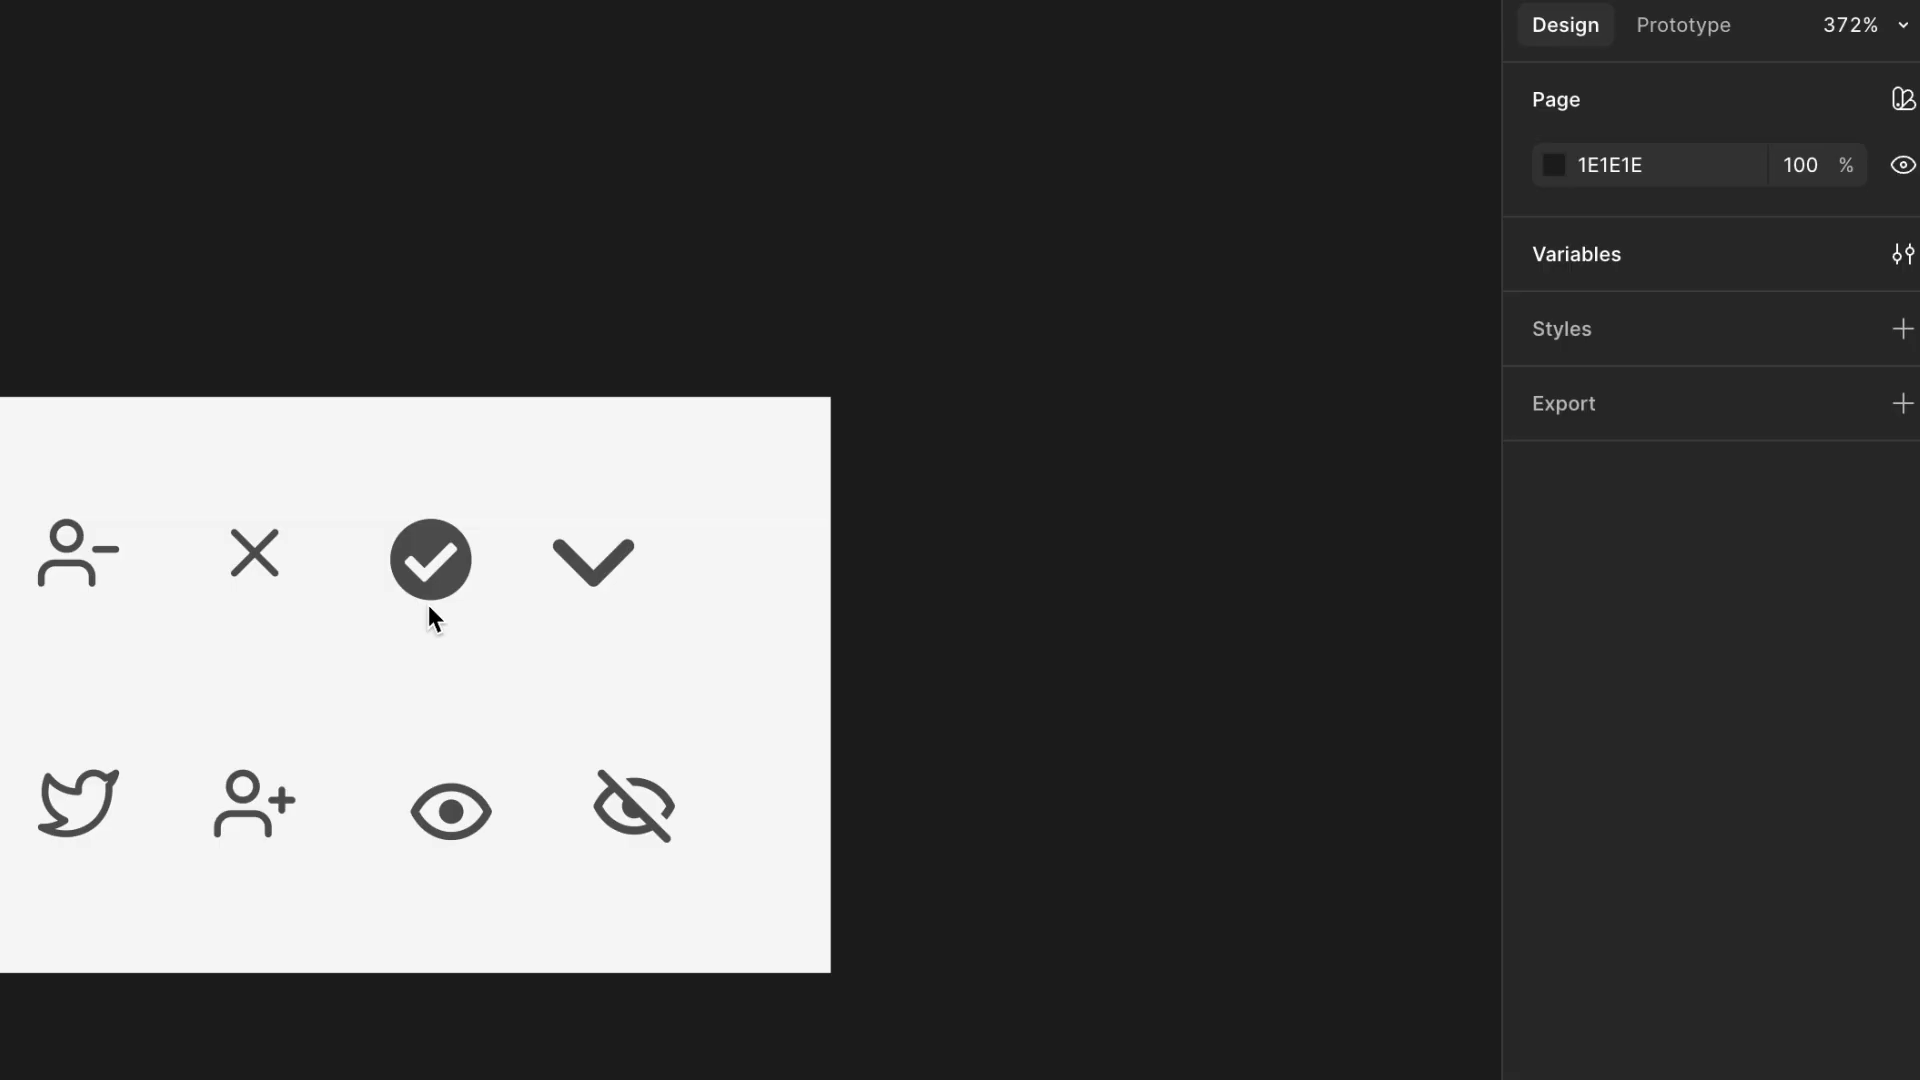 Design Prototype 372%
Page
1E1E1E 100 %
Variables
Styles
Export